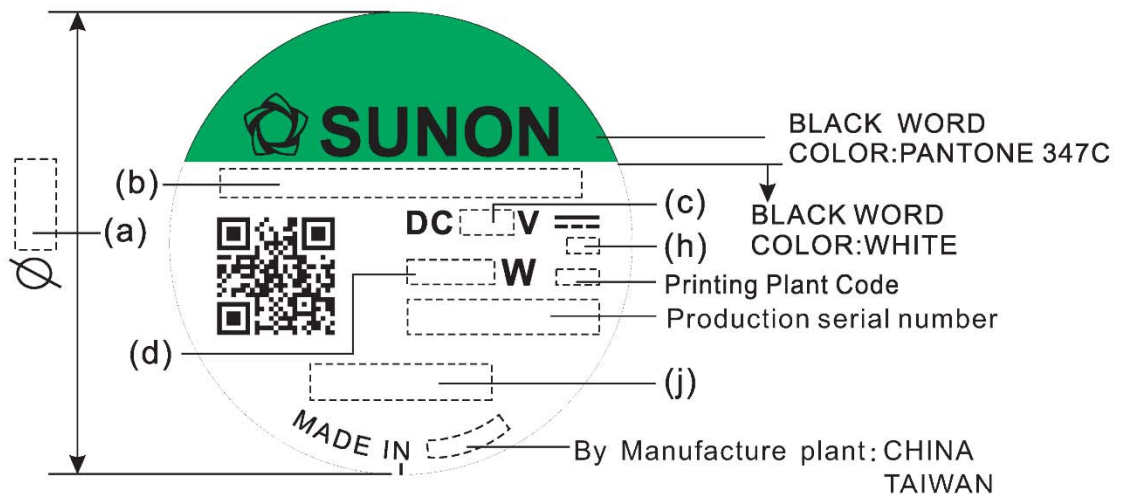 SUNON
BLACK WORD
COLOR:PANTONE 347C
(b)
(c)
DC V
BLACK WORD
COLOR:WHITE
(a)
(h)
Ø
W
Printing Plant Code
Production serial number
(d)
(j)
MADE IN
By Manufacture plant: CHINA
TAIWAN